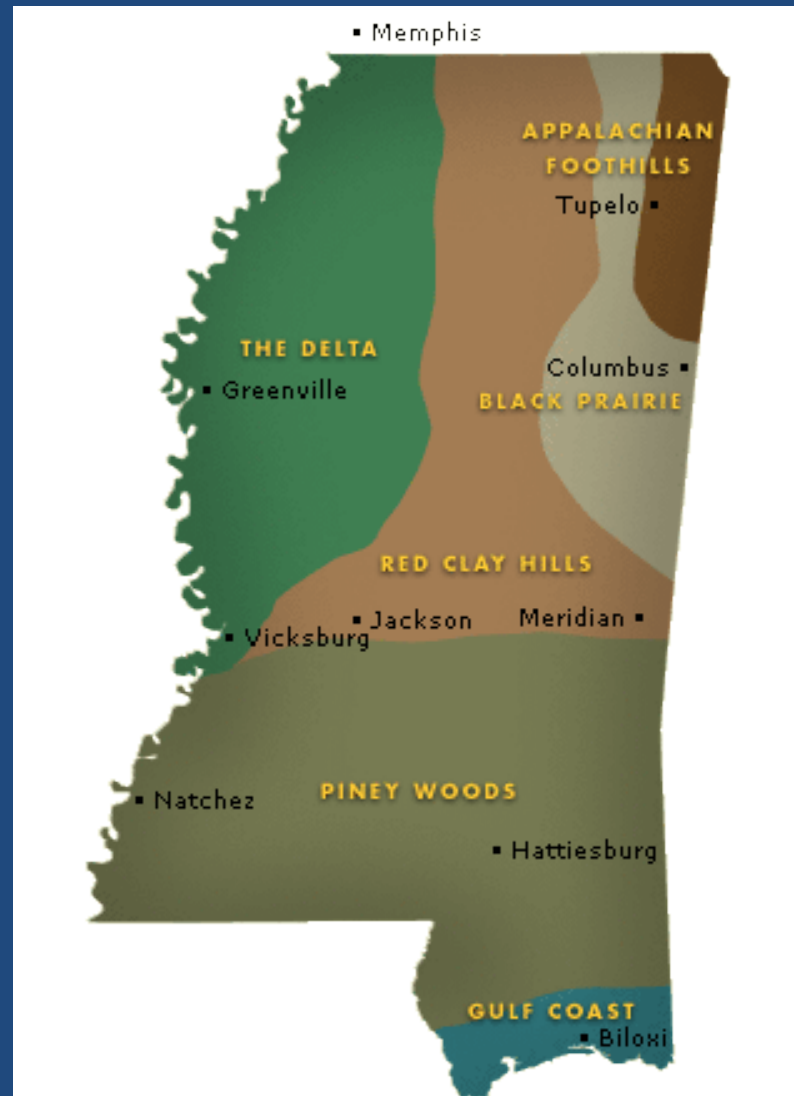 Memphis
APPALACHIAN
FOOTHILLS
Tupelo
THE DELTA
Columbus
Greenville
BLACK PRAIRIE
RED CLAY HILLS
Jackson
Meridian
Vicksburg
PINEY WOODS
Natchez
Hattiesburg
GULF COAST
Biloxi